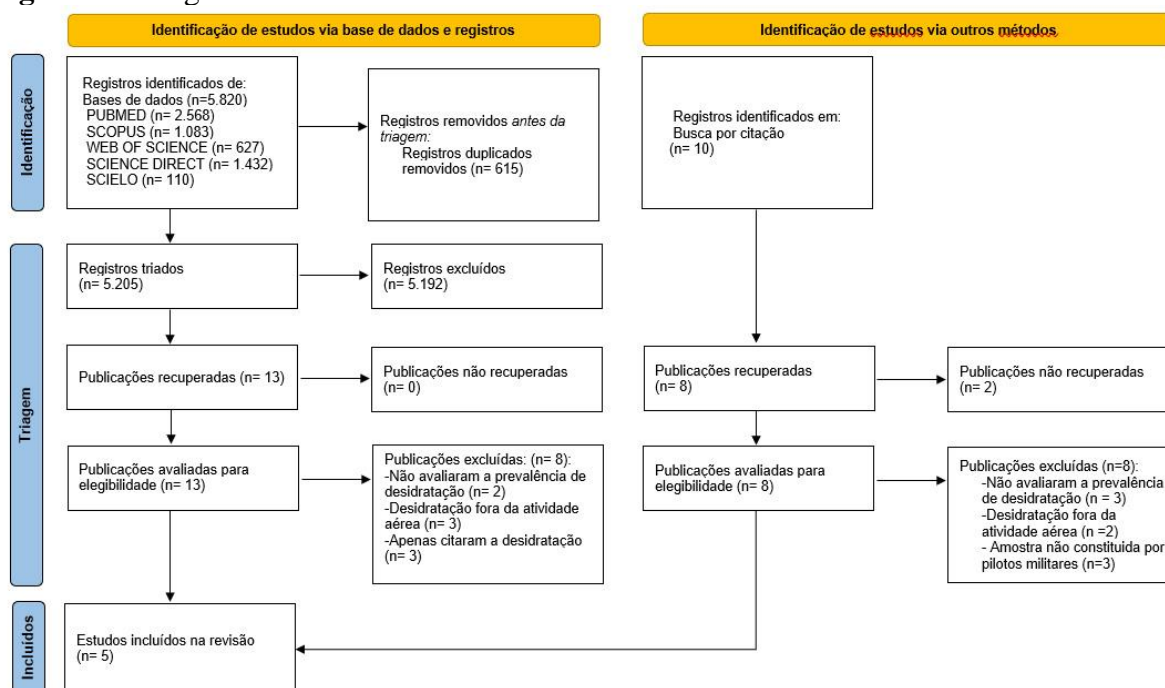 Identificação de estudos via base de dados e registros
Identificação de estudos via outros métodos
Identificação
Registros identificados de:
Bases de dados (n=5.820)
PUBMED (n= 2.568)
SCOPUS (n= 1.083)
WEB OF SCIENCE (n= 627)
SCIENCE DIRECT (n= 1.432)
SCIELO (n= 110)
Registros removidos antes da
triagem:
Registros duplicados
removidos (n= 615)
Registros identificados em:
Busca por citação
(n= 10)
Triagem
Registros triados
(n= 5.205)
Registros excluídos
(n= 5.192)
Publicações recuperadas (n= 13)
Publicações não recuperadas
(n= 0)
Publicações recuperadas
(n= 8)
Publicações não recuperadas
(n= 2)
Publicações avaliadas para
elegibilidade (n= 13)
Publicações excluídas: (n= 8):
-Não avaliaram a prevalência de
desidratação (n= 2)
-Desidratação fora da atividade
aérea (n= 3)
-Apenas citaram a desidratação
(n= 3)
Publicações avaliadas para
elegibilidade (n= 8)
Publicações excluídas (n=8):
-Não avaliaram a prevalência
de desidratação (n = 3)
-Desidratação fora da
atividade aérea (n =2)
- Amostra não constituida por
pilotos militares (n=3)
Incluídos
Estudos incluídos na revisão
(n= 5)